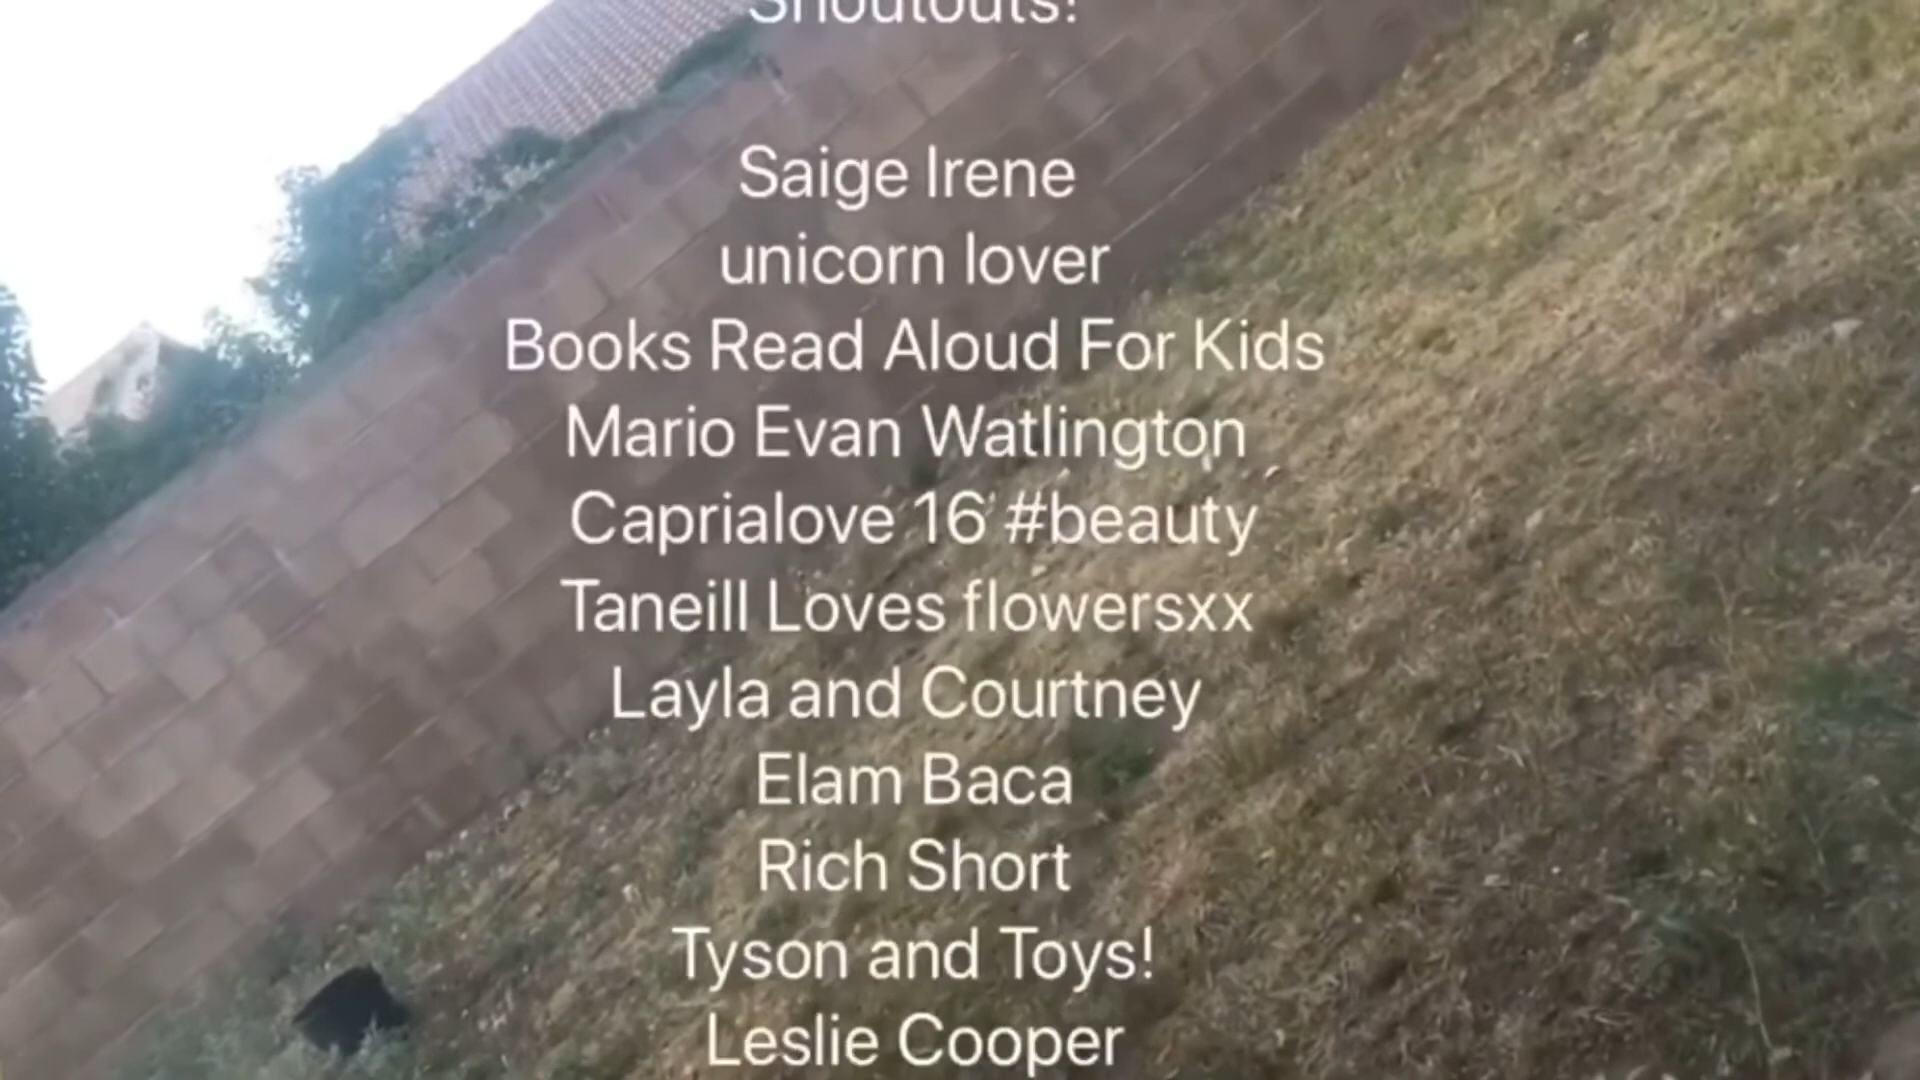 Shoutouts!
Saige Irene
unicorn lover
Books Read Aloud For Kids
Mario Evan Watlington
Caprialove 16 #beauty
Taneill Loves flowersxx
Layla and Courtney
Elam Baca
Rich Short
Tyson and Toys!
Leslie Cooper